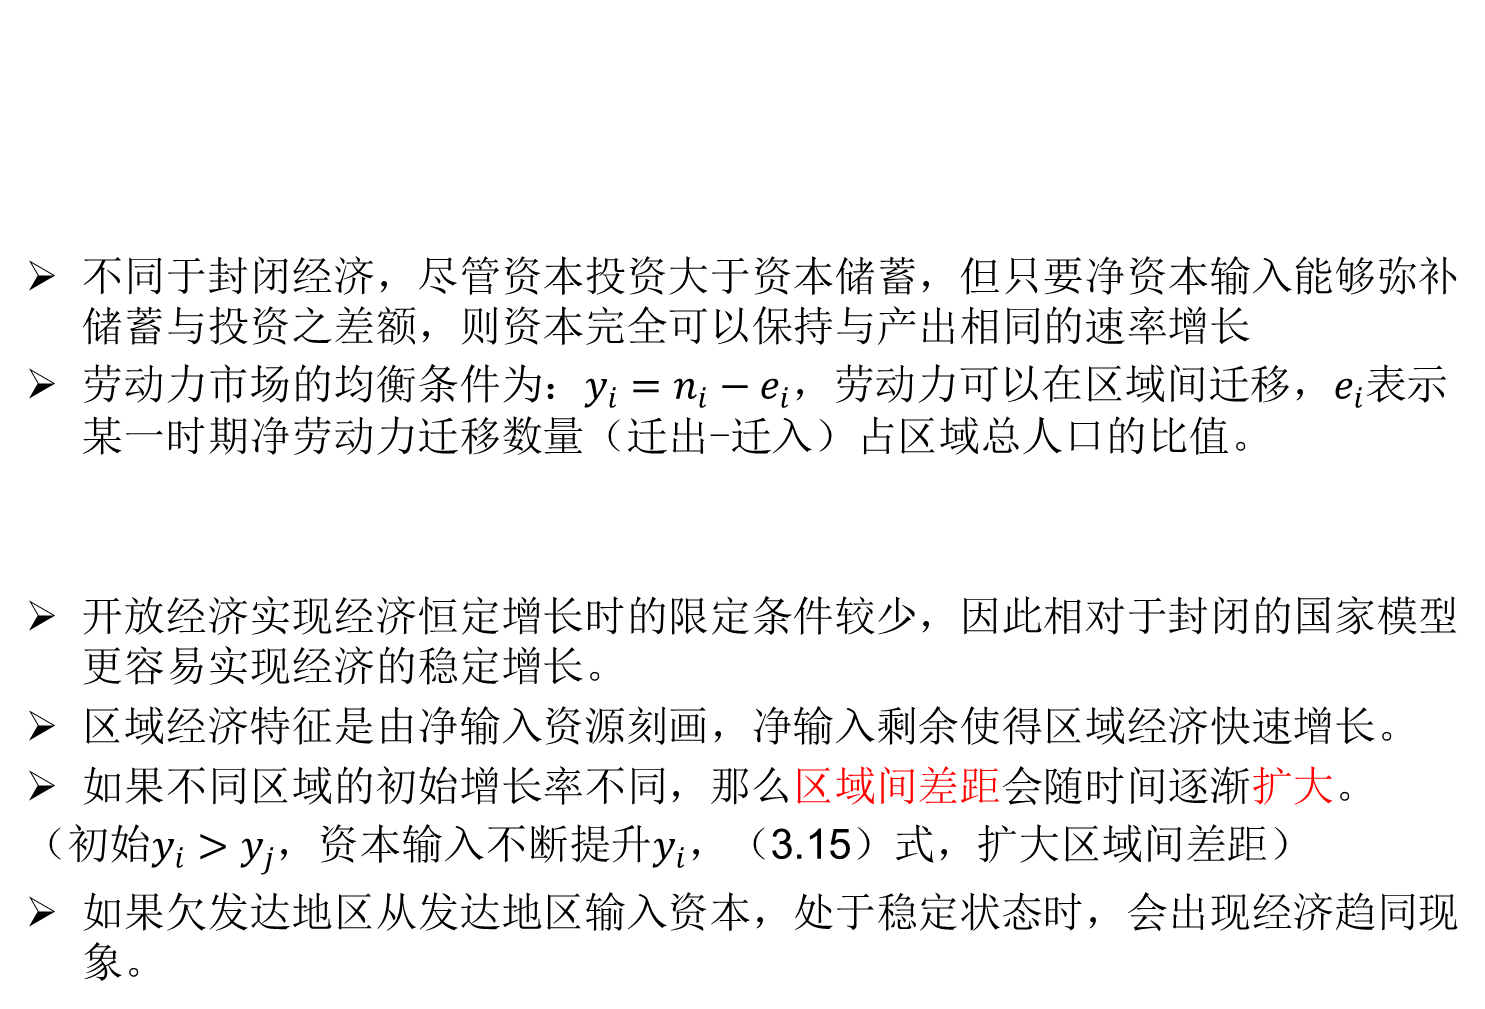 ➢ 不同于封闭经济，尽管资本投资大于资本储蓄，但只要净资本输入能够弥补
储蓄与投资之差额，则资本完全可以保持与产出相同的速率增长
➢ 劳动力市场的均衡条件为：𝑦ᵢ = 𝑛ᵢ − 𝑒ᵢ，劳动力可以在区域间迁移，𝑒ᵢ表示
某一时期净劳动力迁移数量（迁出–迁入）占区域总人口的比值。
➢ 开放经济实现经济恒定增长时的限定条件较少，因此相对于封闭的国家模型
更容易实现经济的稳定增长。
➢ 区域经济特征是由净输入资源刻画，净输入剩余使得区域经济快速增长。
➢ 如果不同区域的初始增长率不同，那么区域间差距会随时间逐渐扩大。
（初始𝑦ᵢ > 𝑦ⱼ，资本输入不断提升𝑦ᵢ，（3.15）式，扩大区域间差距）
➢ 如果欠发达地区从发达地区输入资本，处于稳定状态时，会出现经济趋同现
象。